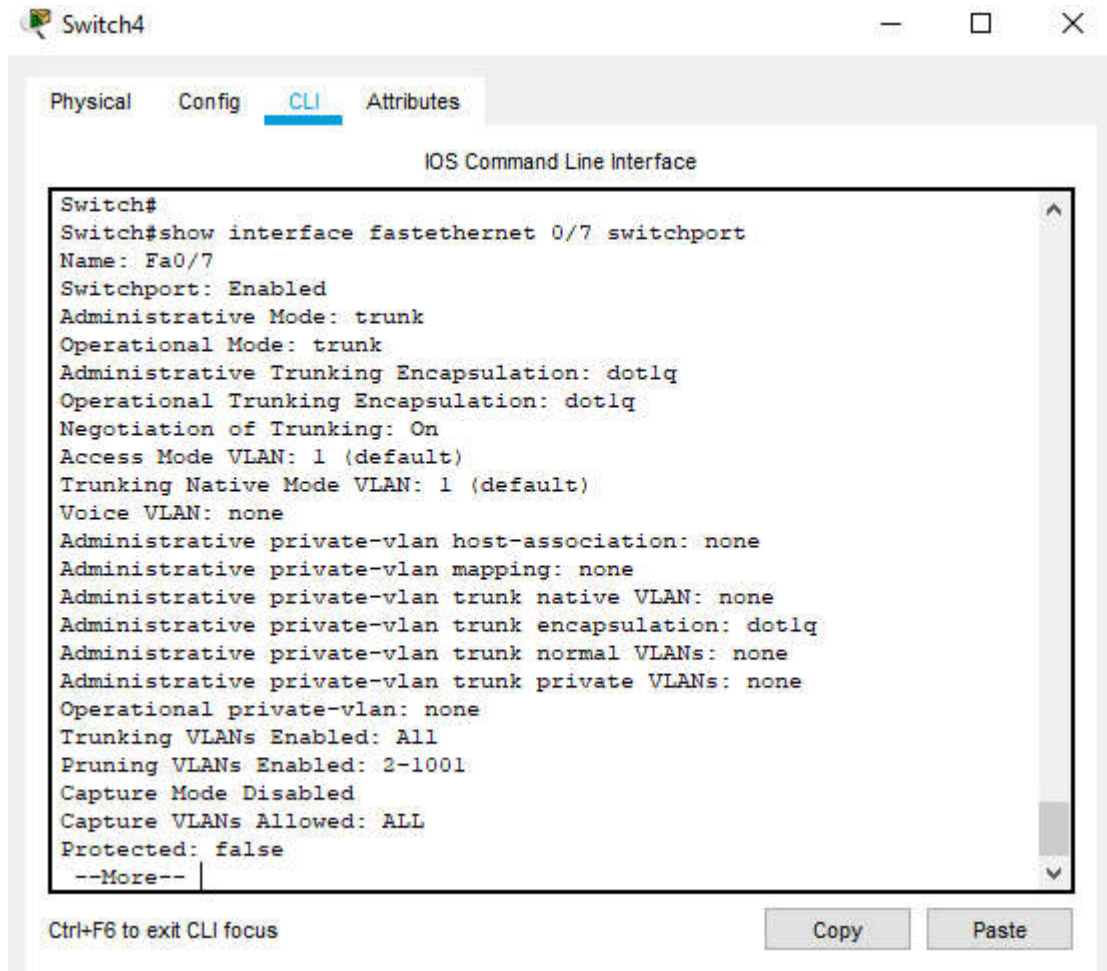 Switch4
Physical Config CLI Attributes
IOS Command Line Interface
Switch#
Switch#show interface fastethernet 0/7 switchport
Name: Fa0/7
Switchport: Enabled
Administrative Mode: trunk
Operational Mode: trunk
Administrative Trunking Encapsulation: dot1q
Operational Trunking Encapsulation: dot1q
Negotiation of Trunking: On
Access Mode VLAN: 1 (default)
Trunking Native Mode VLAN: 1 (default)
Voice VLAN: none
Administrative private-vlan host-association: none
Administrative private-vlan mapping: none
Administrative private-vlan trunk native VLAN: none
Administrative private-vlan trunk encapsulation: dot1q
Administrative private-vlan trunk normal VLANs: none
Administrative private-vlan trunk private VLANs: none
Operational private-vlan: none
Trunking VLANs Enabled: All
Pruning VLANs Enabled: 2-1001
Capture Mode Disabled
Capture VLANs Allowed: ALL
Protected: false
--More--
Ctrl+F6 to exit CLI focus
Copy Paste